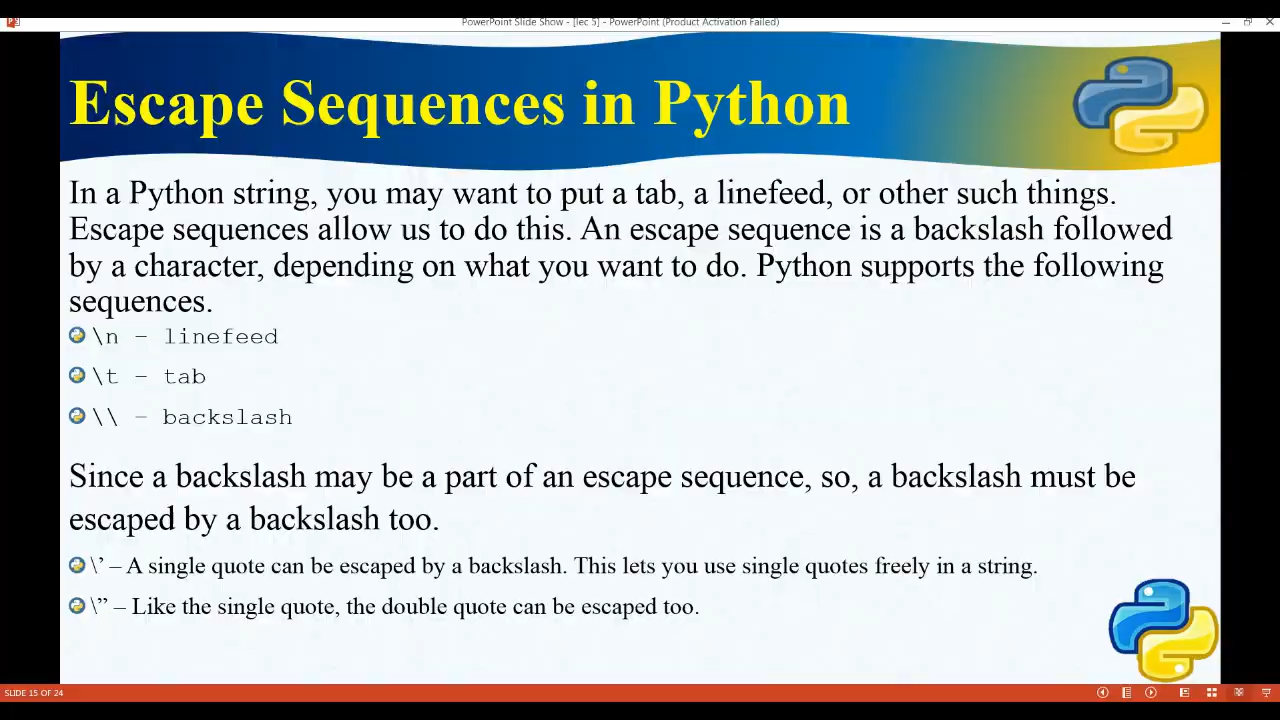 PowerPoint Slide Show - [lec 5] - PowerPoint (Product Activation Failed)
Escape Sequences in Python
In a Python string, you may want to put a tab, a linefeed, or other such things.
Escape sequences allow us to do this. An escape sequence is a backslash followed
by a character, depending on what you want to do. Python supports the following
sequences.
\n – linefeed
\t – tab
\\ – backslash
Since a backslash may be a part of an escape sequence, so, a backslash must be
escaped by a backslash too.
\’ – A single quote can be escaped by a backslash. This lets you use single quotes freely in a string.
\” – Like the single quote, the double quote can be escaped too.
SLIDE 15 OF 24